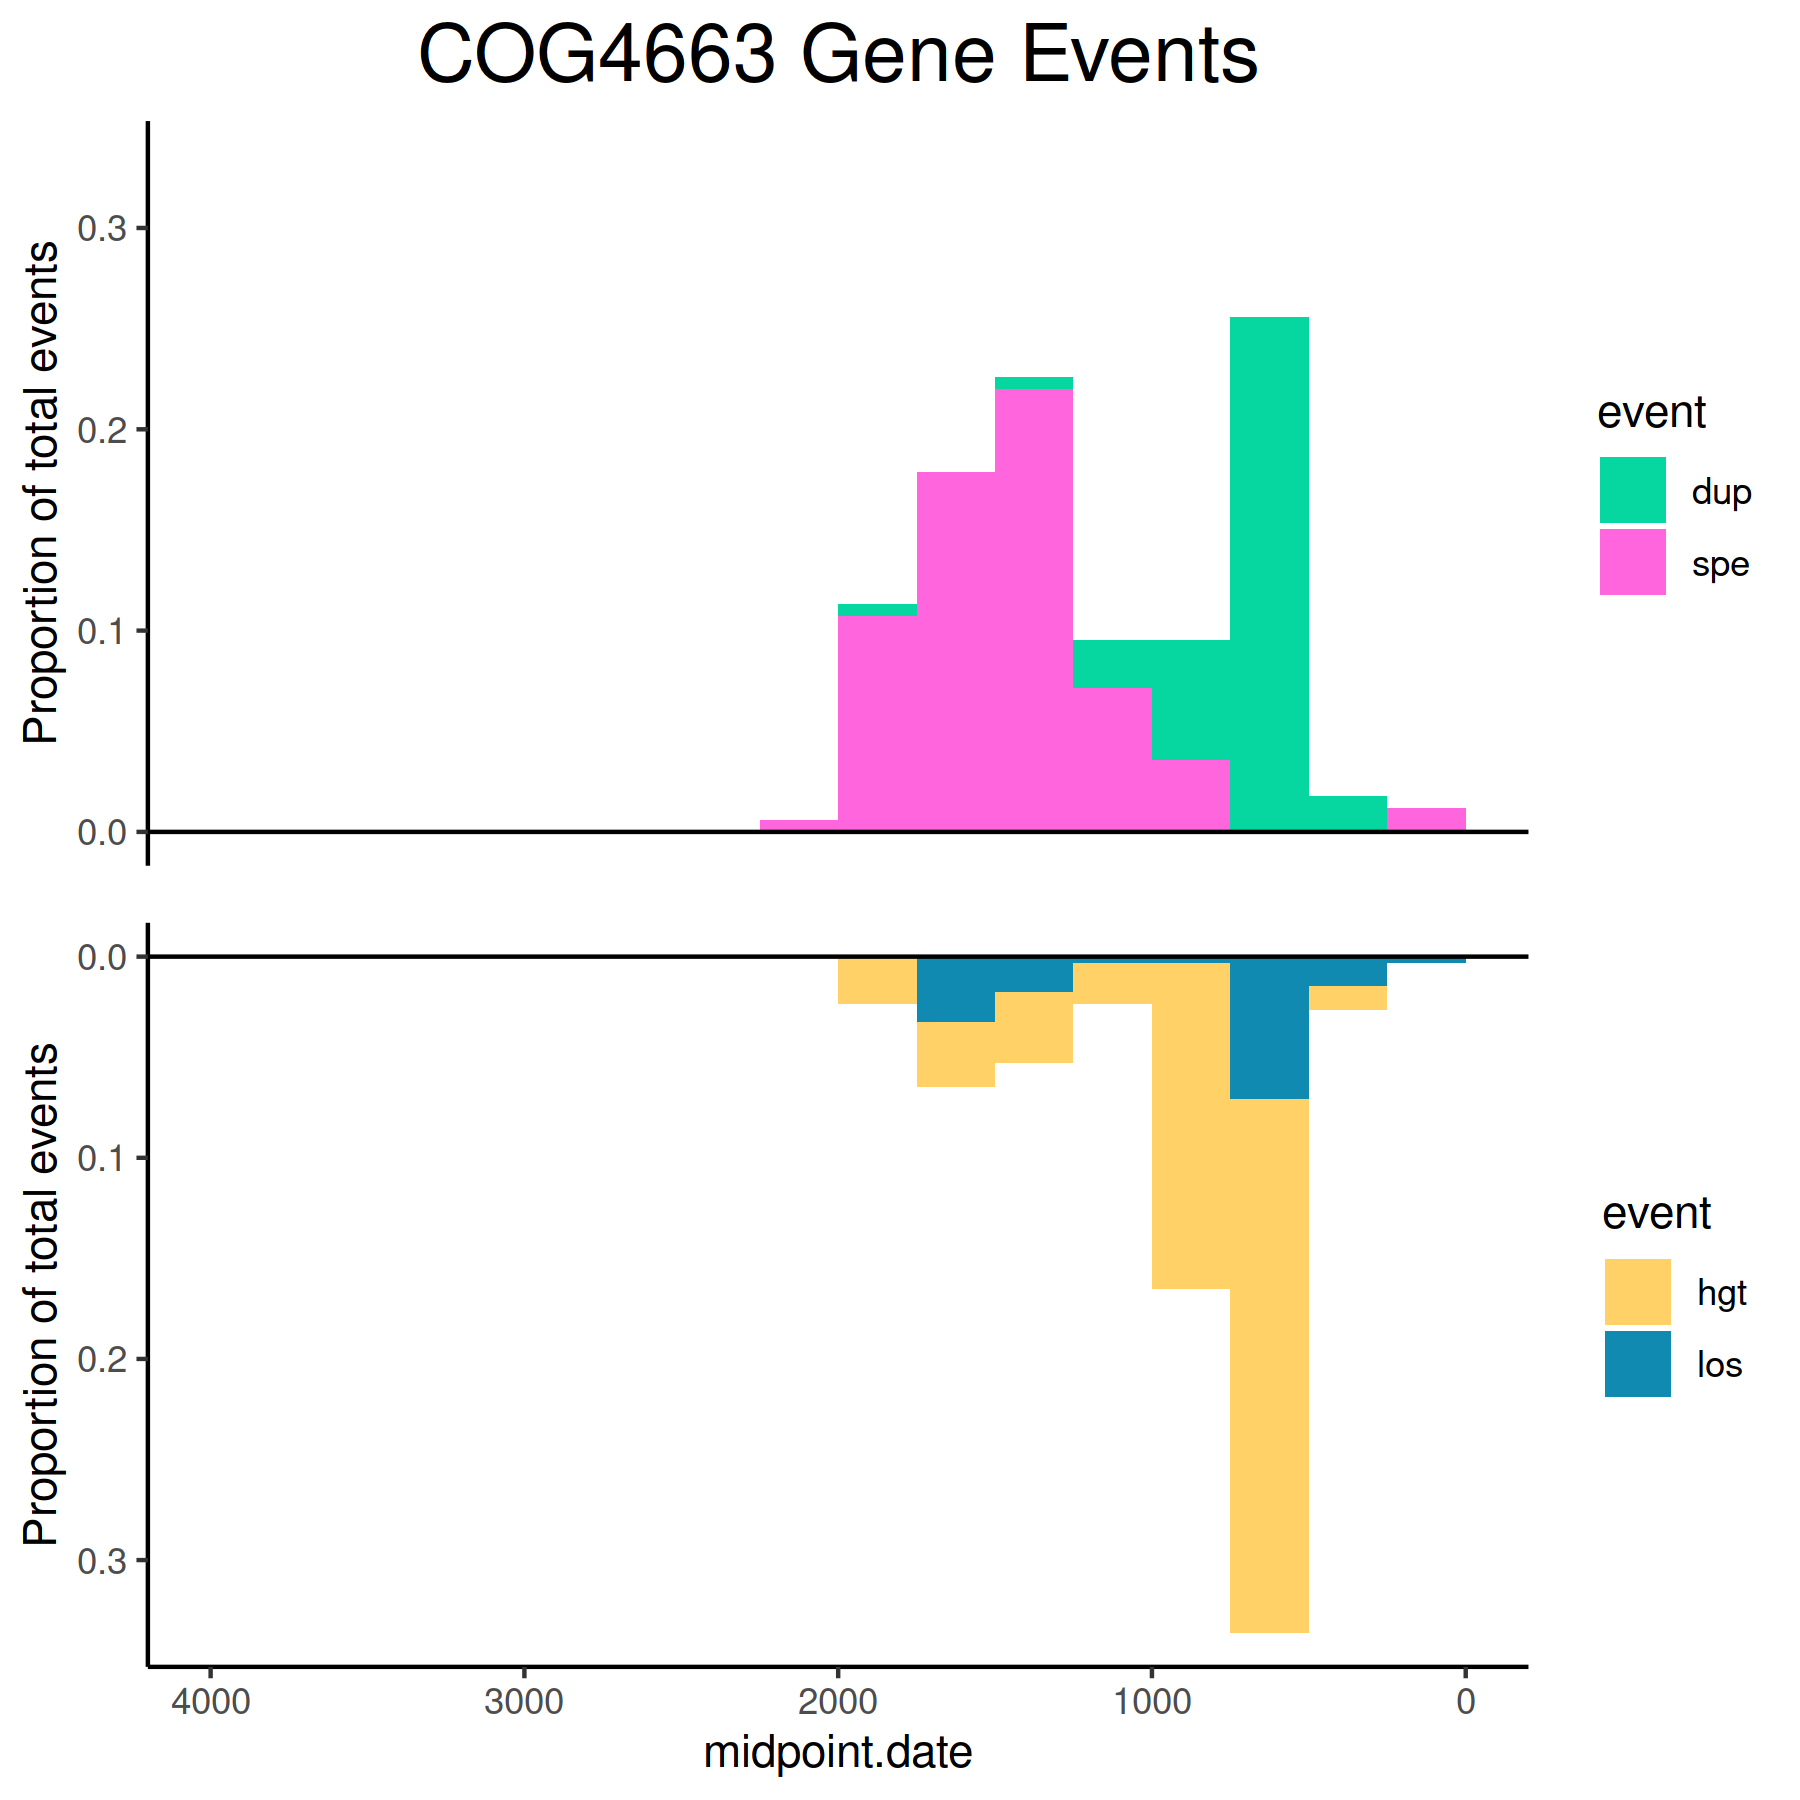 COG4663 Gene Events
Proportion of total events
0.3
0.2
0.1
0.0
event
dup
spe
Proportion of total events
0.0
0.1
0.2
0.3
event
hgt
los
4000 3000 2000 1000 0
midpoint.date